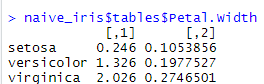 > naive_iris$tables$Petal.Width
[,1] [,2]
setosa 0.246 0.1053856
versicolor 1.326 0.1977527
virginica 2.026 0.2746501